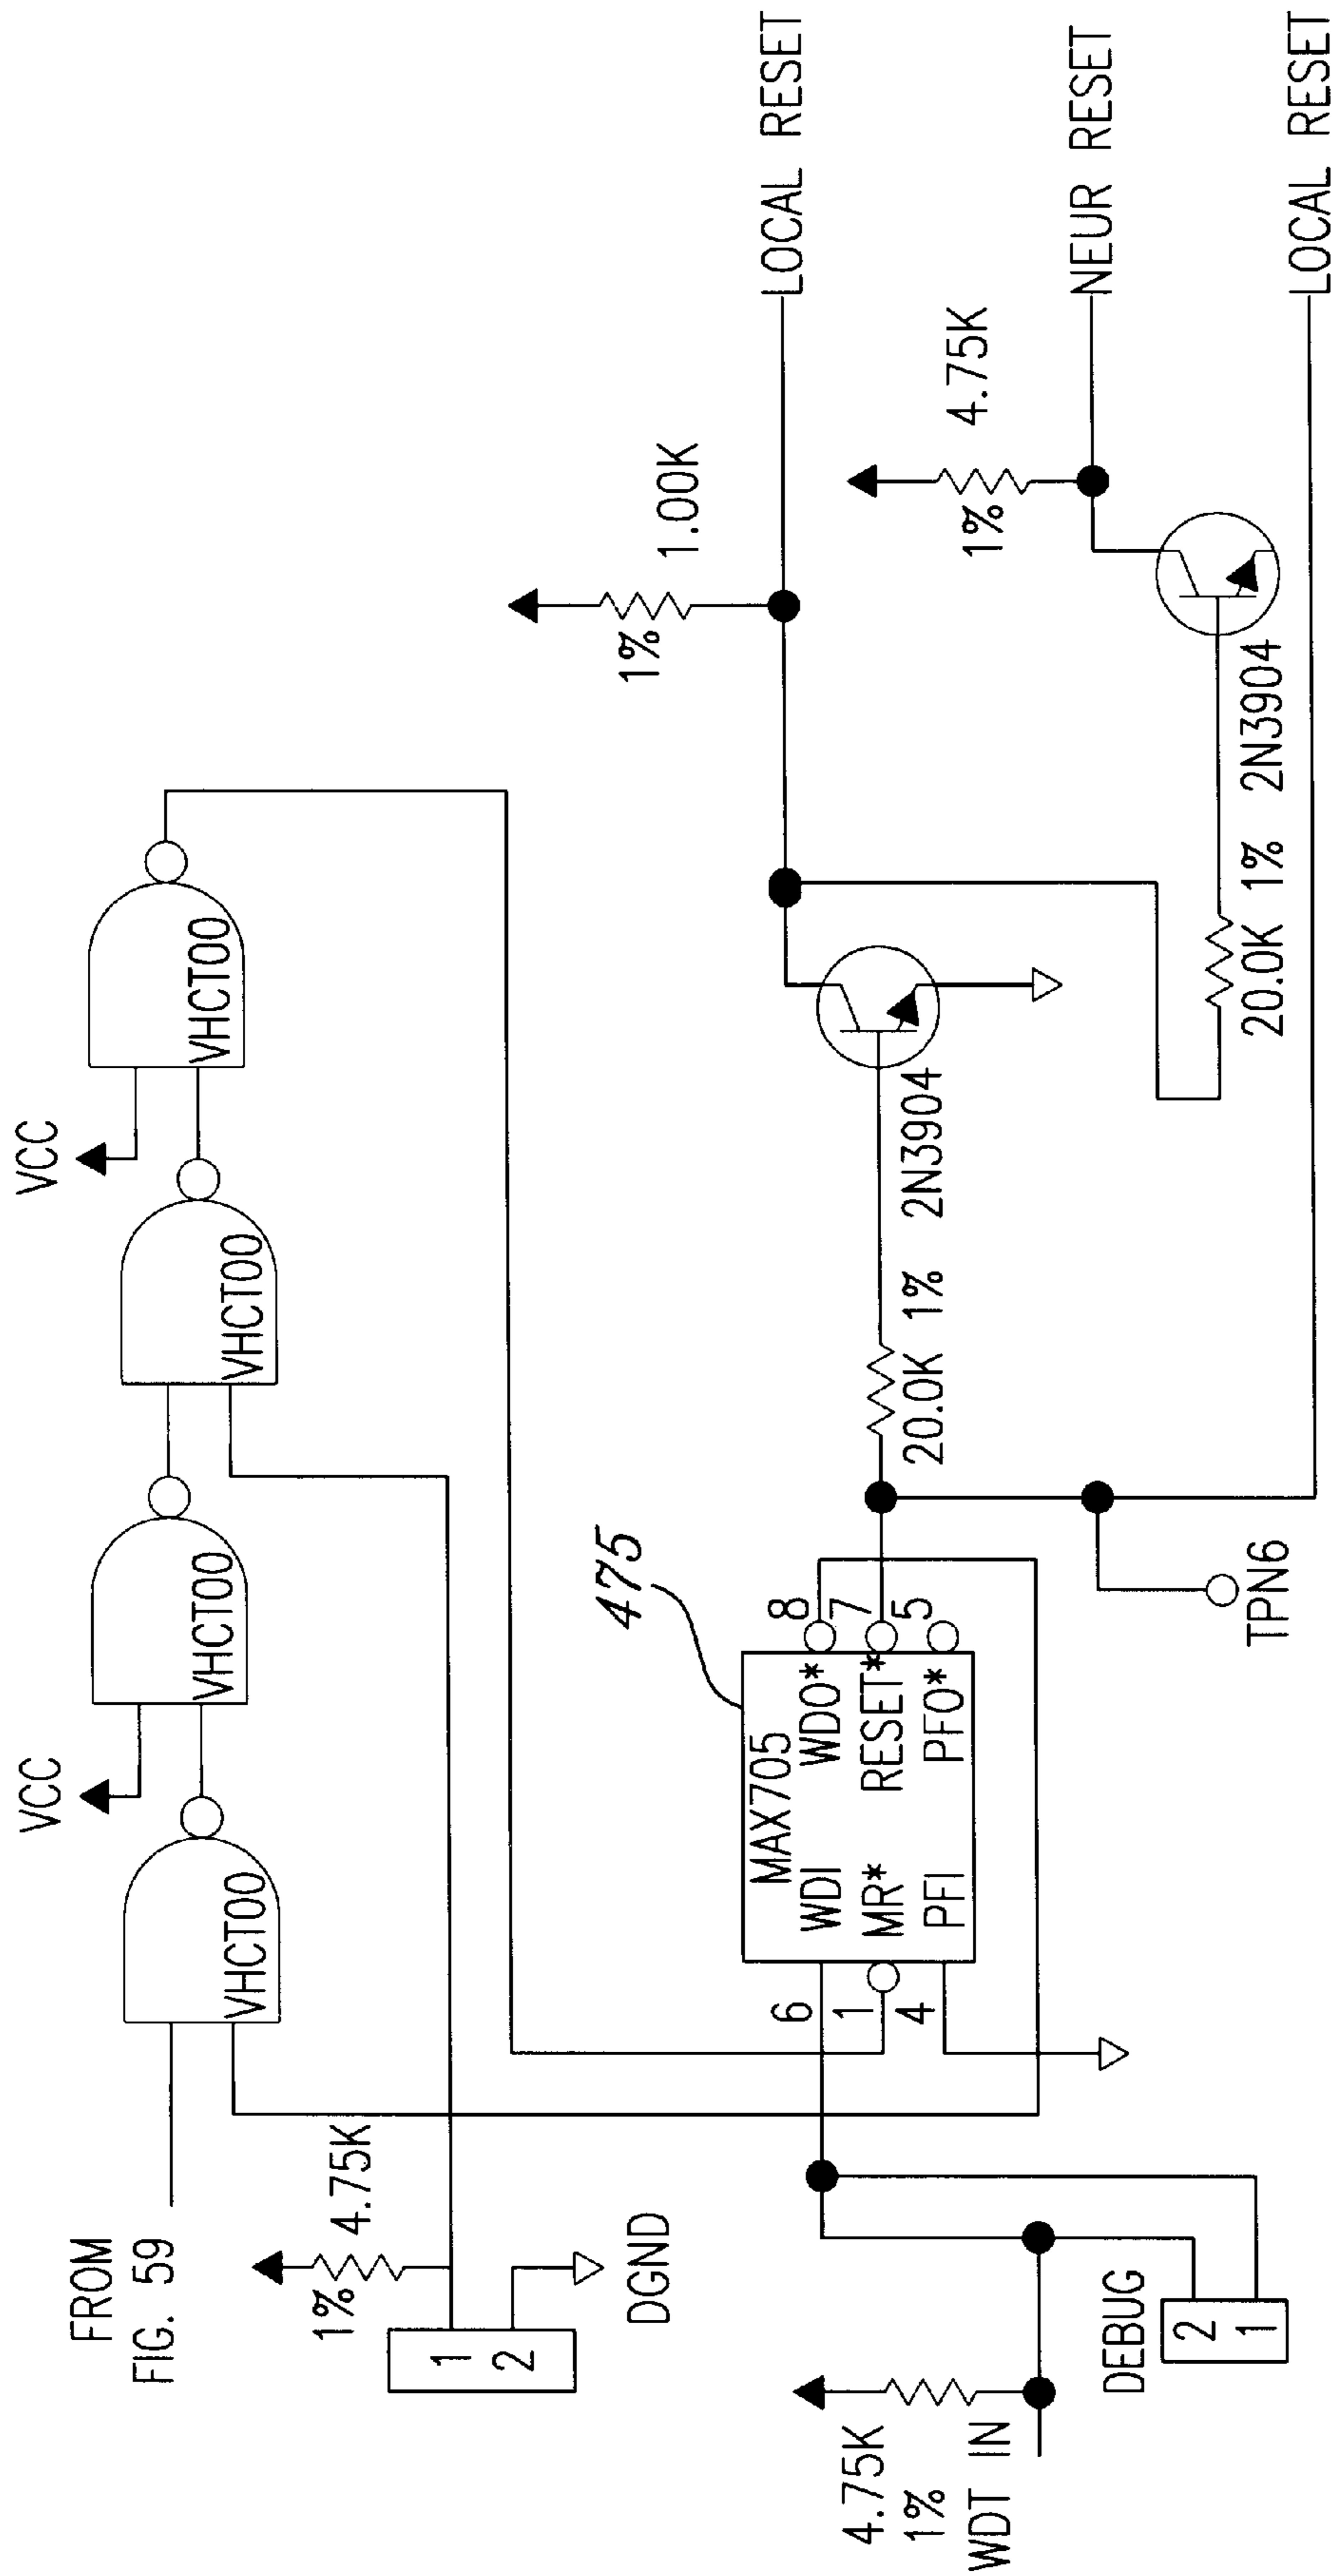 FROM
FIG. 59
VHCT00
VCC
VHCT00
VHCT00
VCC
VHCT00
1% 4.75K
1
2
DGND
475
MAX705
WDI WDO*
MR* RESET*
PFI PFO*
6
1
4
8
7
5
4.75K
1%
WDT IN
DEBUG
2
1
TPN6
20.0K 1% 2N3904
1% 1.00K
LOCAL RESET
1% 4.75K
NEUR RESET
20.0K 1% 2N3904
LOCAL RESET